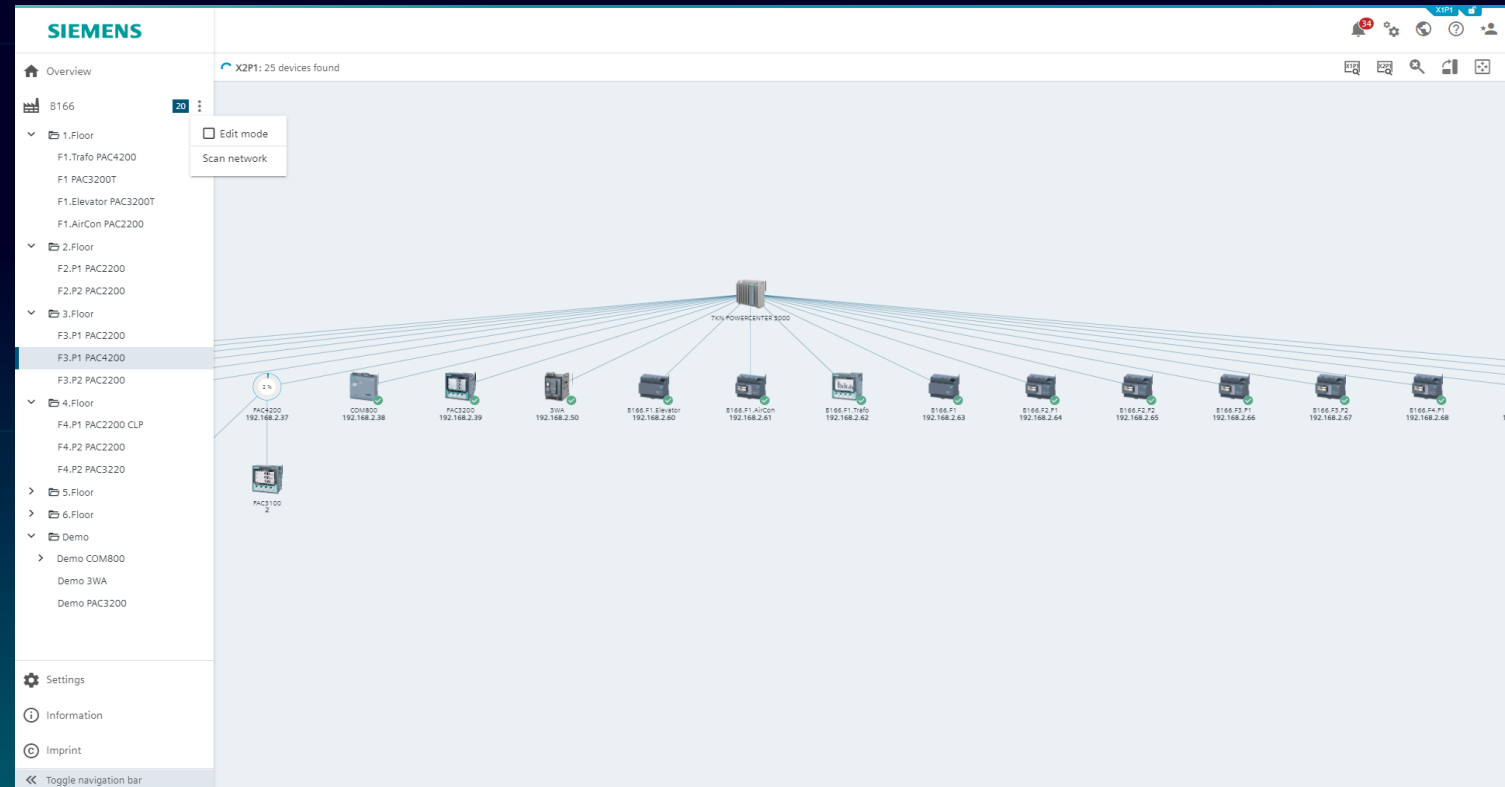 SIEMENS
X1P1
34
Overview
X2P1: 25 devices found
X1P1
X2P1
B166
20
Edit mode
Scan network
1.Floor
F1.Trafo PAC4200
F1 PAC3200T
F1.Elevator PAC3200T
F1.AirCon PAC2200
2.Floor
F2.P1 PAC2200
F2.P2 PAC2200
3.Floor
F3.P1 PAC2200
F3.P1 PAC4200
F3.P2 PAC2200
4.Floor
F4.P1 PAC2200 CLP
F4.P2 PAC2200
F4.P2 PAC3220
5.Floor
6.Floor
Demo
Demo COM800
Demo 3WA
Demo PAC3200
Settings
Information
Imprint
Toggle navigation bar
7KN POWERCENTER 3000
2 %
PAC4200
192.168.2.37
COM800
192.168.2.38
PAC3200
192.168.2.39
3WA
192.168.2.50
B166.F1.Elevator
192.168.2.60
B166.F1.AirCon
192.168.2.61
B166.F1.Trafo
192.168.2.62
B166.F1
192.168.2.63
B166.F2.P1
192.168.2.64
B166.F2.P2
192.168.2.65
B166.F3.P1
192.168.2.66
B166.F3.P2
192.168.2.67
B166.F4.P1
192.168.2.68
PAC3100
2